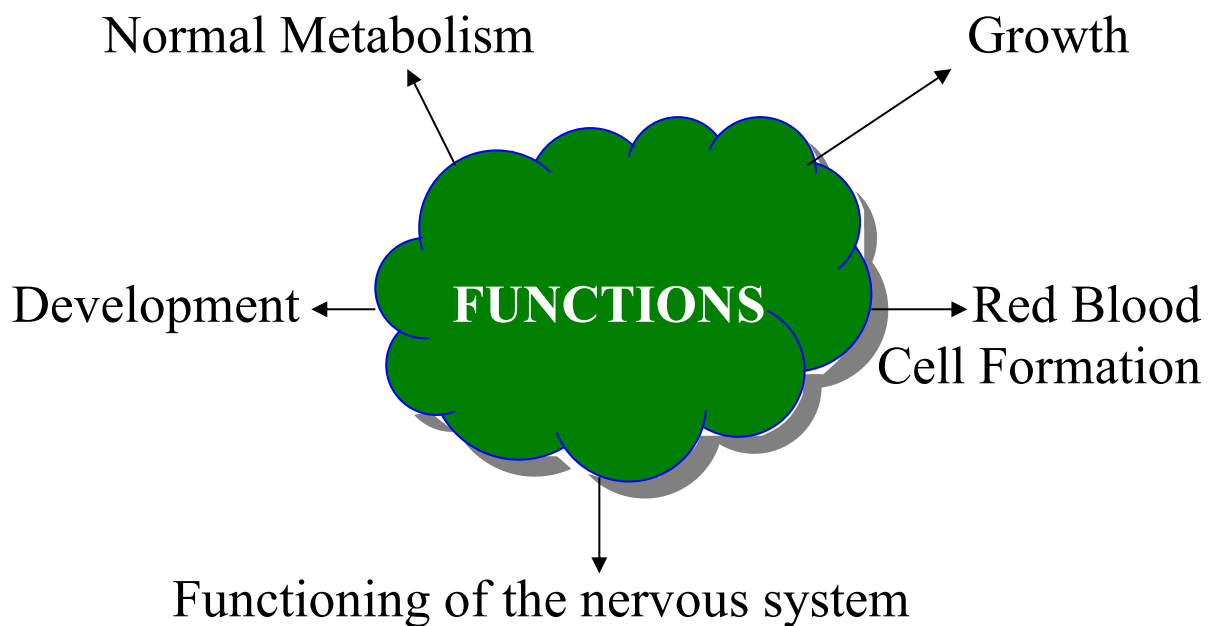 Normal Metabolism
Growth
Development
FUNCTIONS
Red Blood
Cell Formation
Functioning of the nervous system